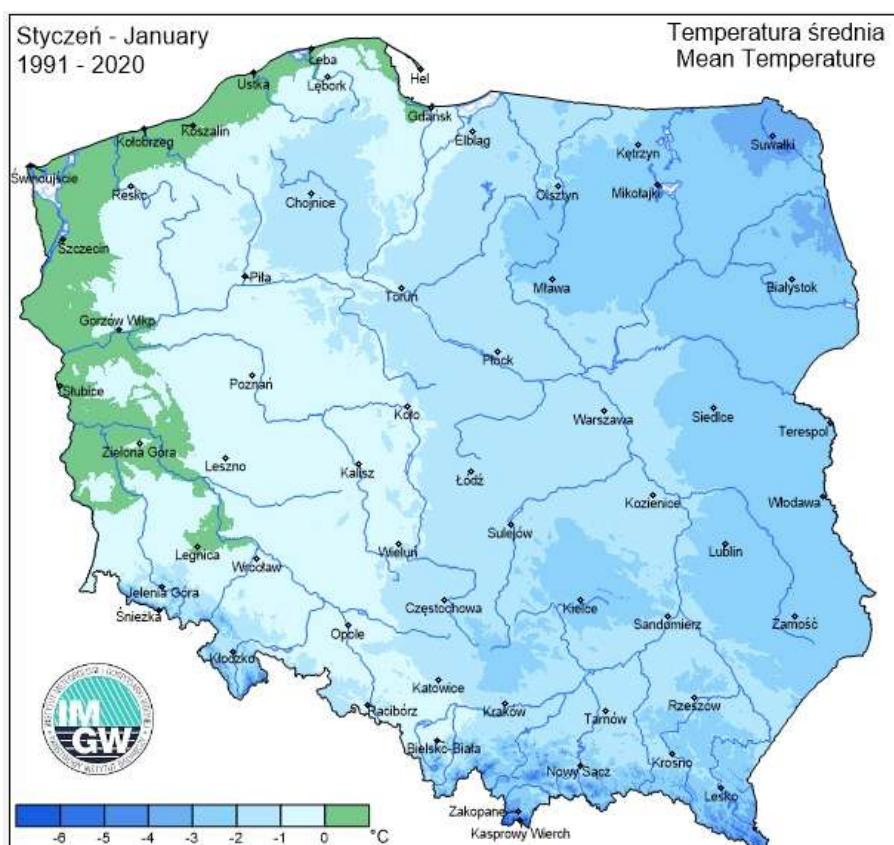 Styczeń - January
1991 - 2020
Temperatura średnia
Mean Temperature
Łeba
Hel
Ustka
Lębork
Gdańsk
Koszalin
Kołobrzeg
Elbląg
Suwałki
Kętrzyn
Świnoujście
Resko
Chojnice
Olsztyn
Mikołajki
Szczecin
Piła
Toruń
Mława
Białystok
Gorzów Wlkp
Płock
Słubice
Poznań
Koło
Warszawa
Siedlce
Terespol
Zielona Góra
Leszno
Kalisz
Łódź
Kozienice
Włodawa
Sulejów
Legnica
Wrocław
Wieluń
Lublin
Jelenia Góra
Śnieżka
Częstochowa
Kielce
Sandomierz
Zamość
Opole
Kłodzko
Katowice
Racibórz
Kraków
Tarnów
Rzeszów
Bielsko-Biała
Nowy Sącz
Krosno
Lesko
Zakopane
Kasprowy Wierch
IM
GW
-6 -5 -4 -3 -2 -1 0 °C